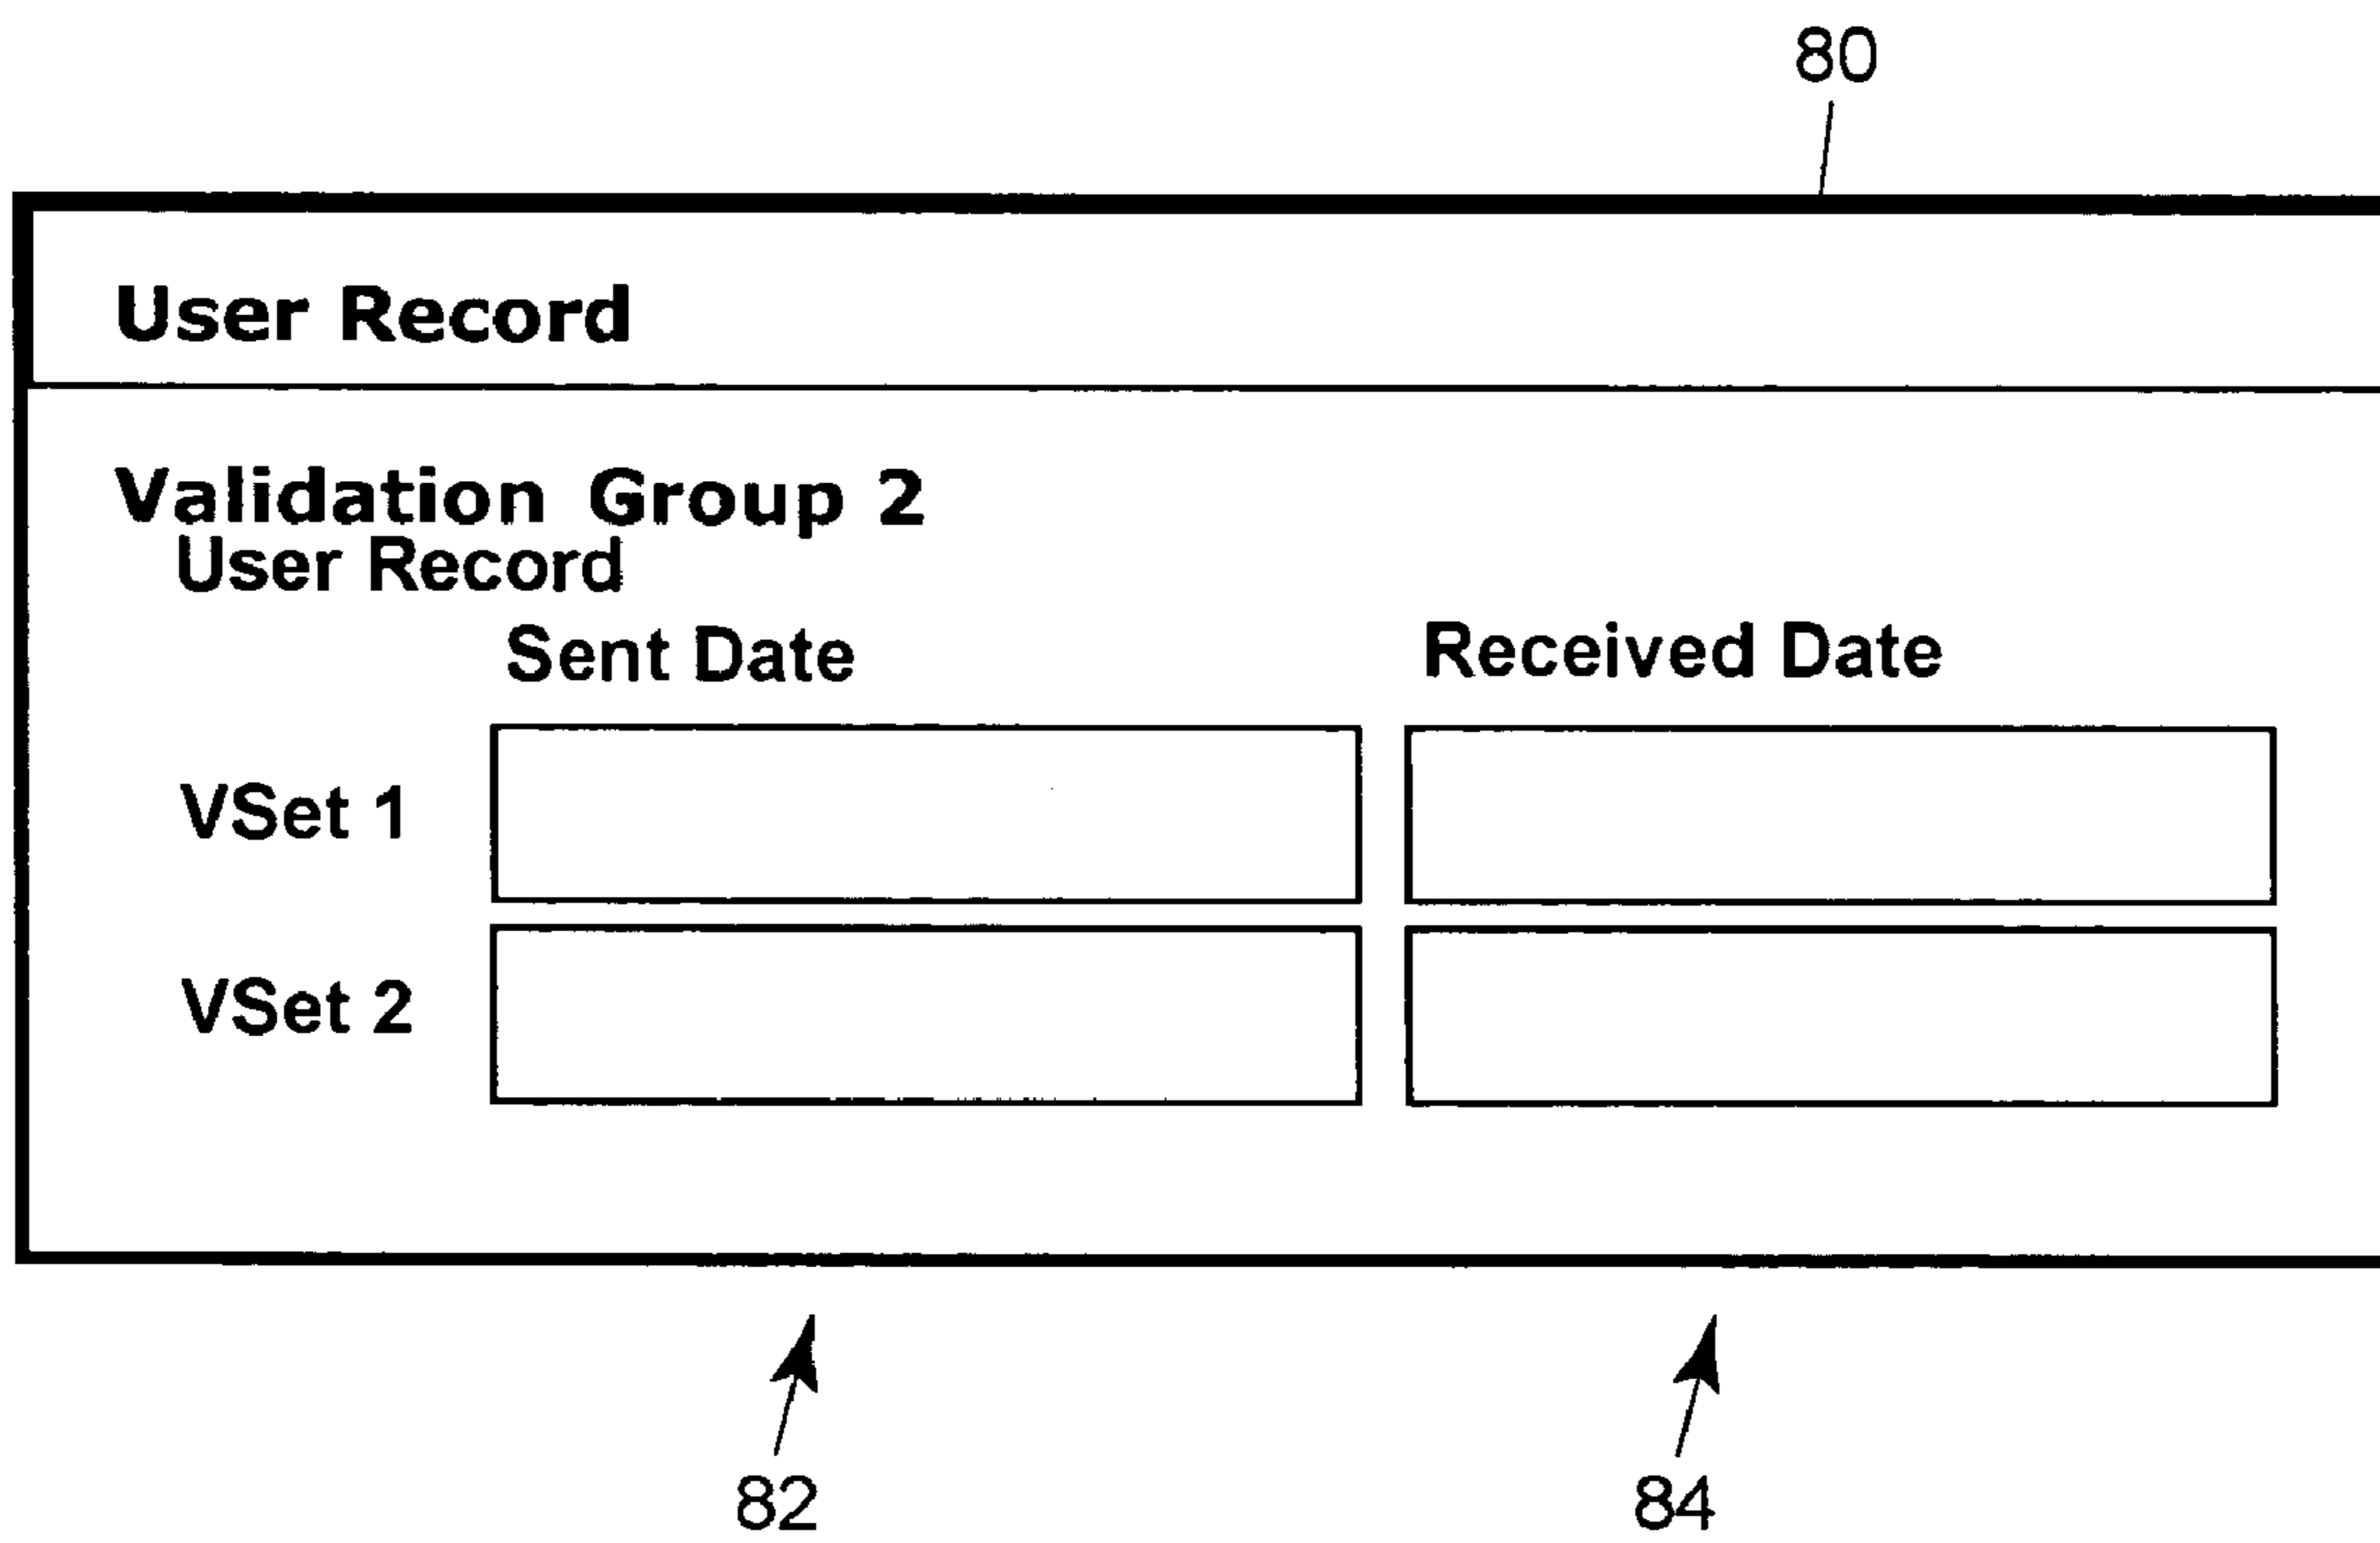 80
User Record
Validation Group 2
User Record
Sent Date Received Date
VSet 1
VSet 2
82 84